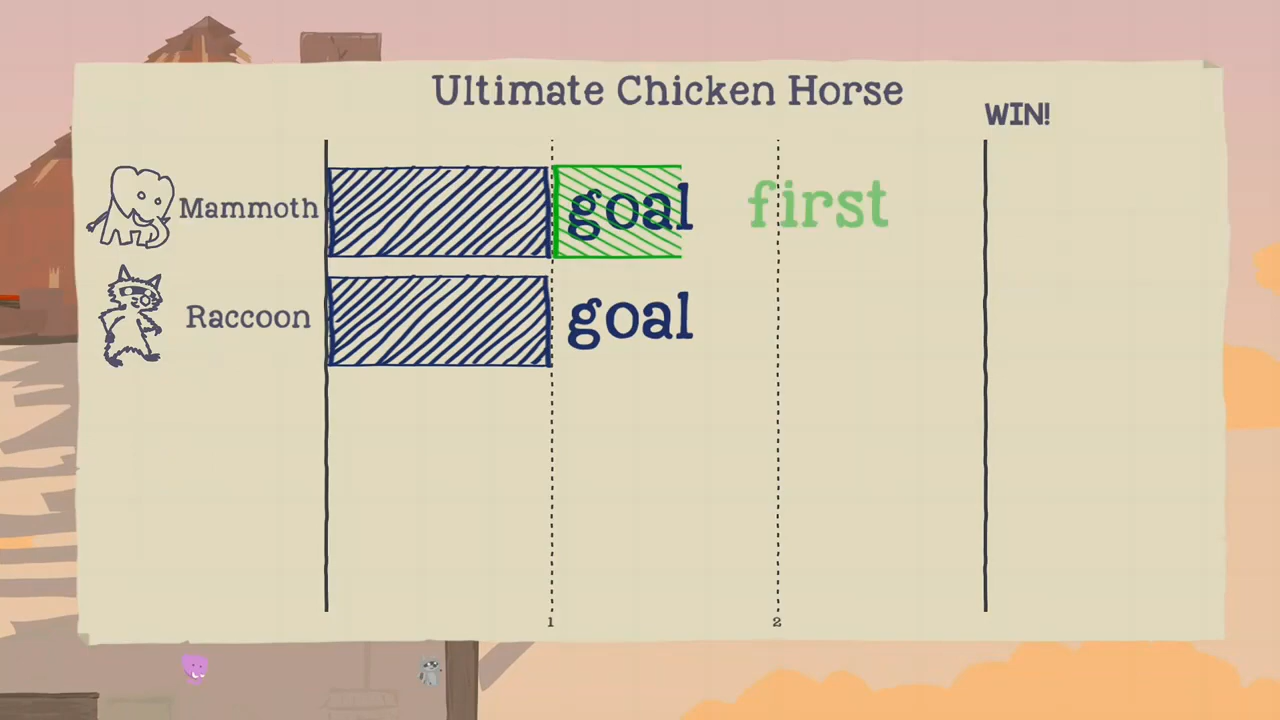 Ultimate Chicken Horse
WIN!
Mammoth goal first
Raccoon goal
1 2